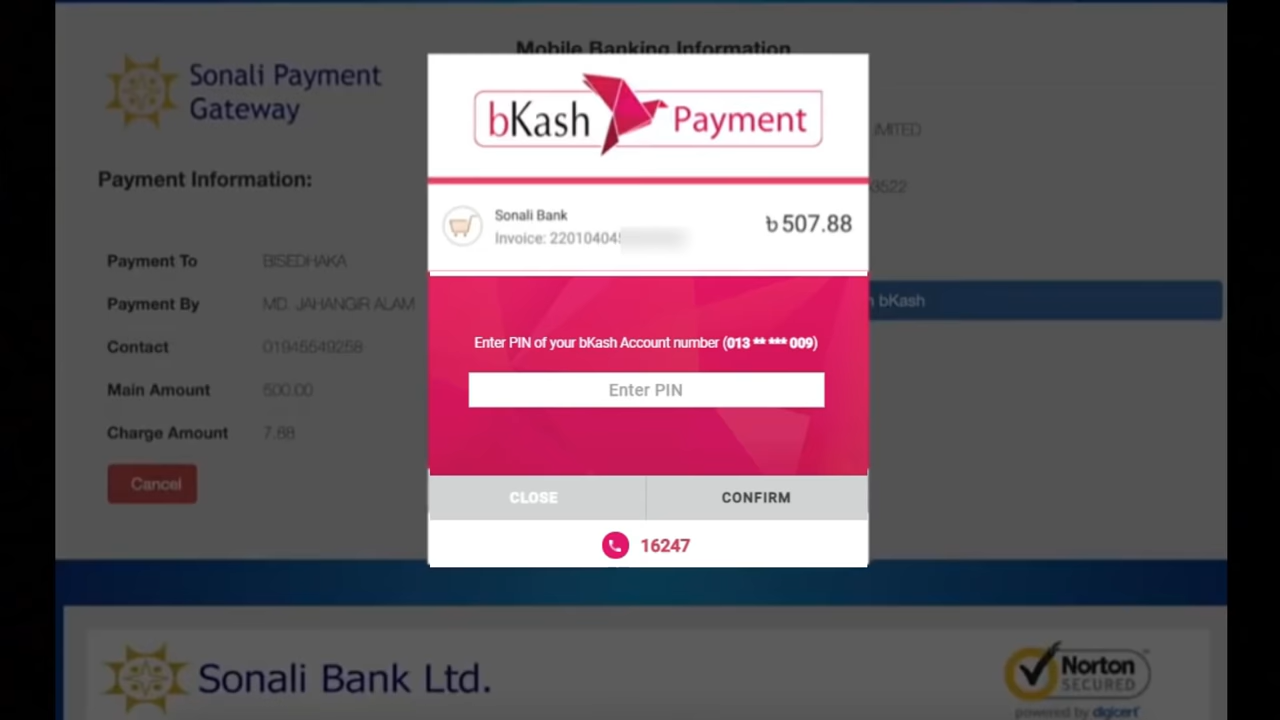 Mobile Banking Information
Sonali Payment
Gateway
bKash Payment
Payment Information:
Sonali Bank
Invoice: 22010404
৳507.88
Payment To BISEDHAKA
Payment By MD. JAHANGIR ALAM
Contact 01945549258
Main Amount 500.00
Charge Amount 7.88
Cancel
bKash
Enter PIN of your bKash Account number (013 ** *** 009)
Enter PIN
CLOSE CONFIRM
16247
Sonali Bank Ltd.
Norton
SECURED
powered by digicert